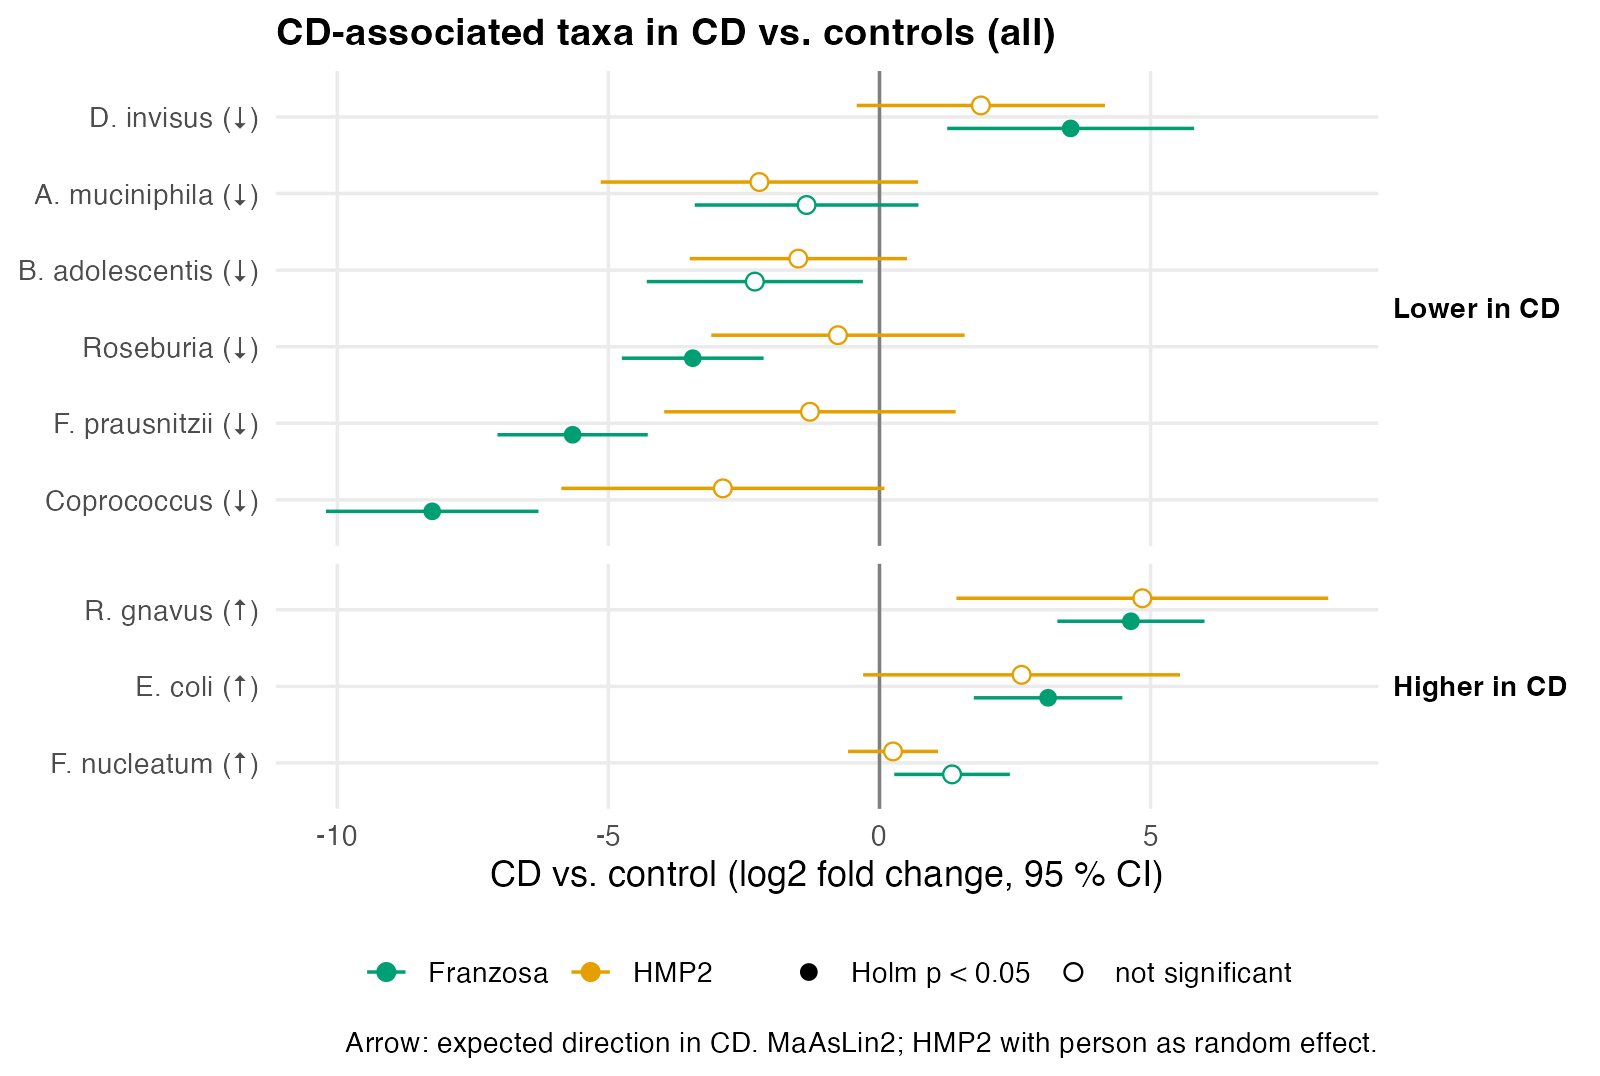 CD-associated taxa in CD vs. controls (all)
D. invisus (↓)
A. muciniphila (↓)
B. adolescentis (↓)
Roseburia (↓)
F. prausnitzii (↓)
Coprococcus (↓)
Lower in CD
R. gnavus (↑)
E. coli (↑)
F. nucleatum (↑)
Higher in CD
-10 -5 0 5
CD vs. control (log2 fold change, 95 % CI)
Franzosa HMP2 Holm p < 0.05 not significant
Arrow: expected direction in CD. MaAsLin2; HMP2 with person as random effect.